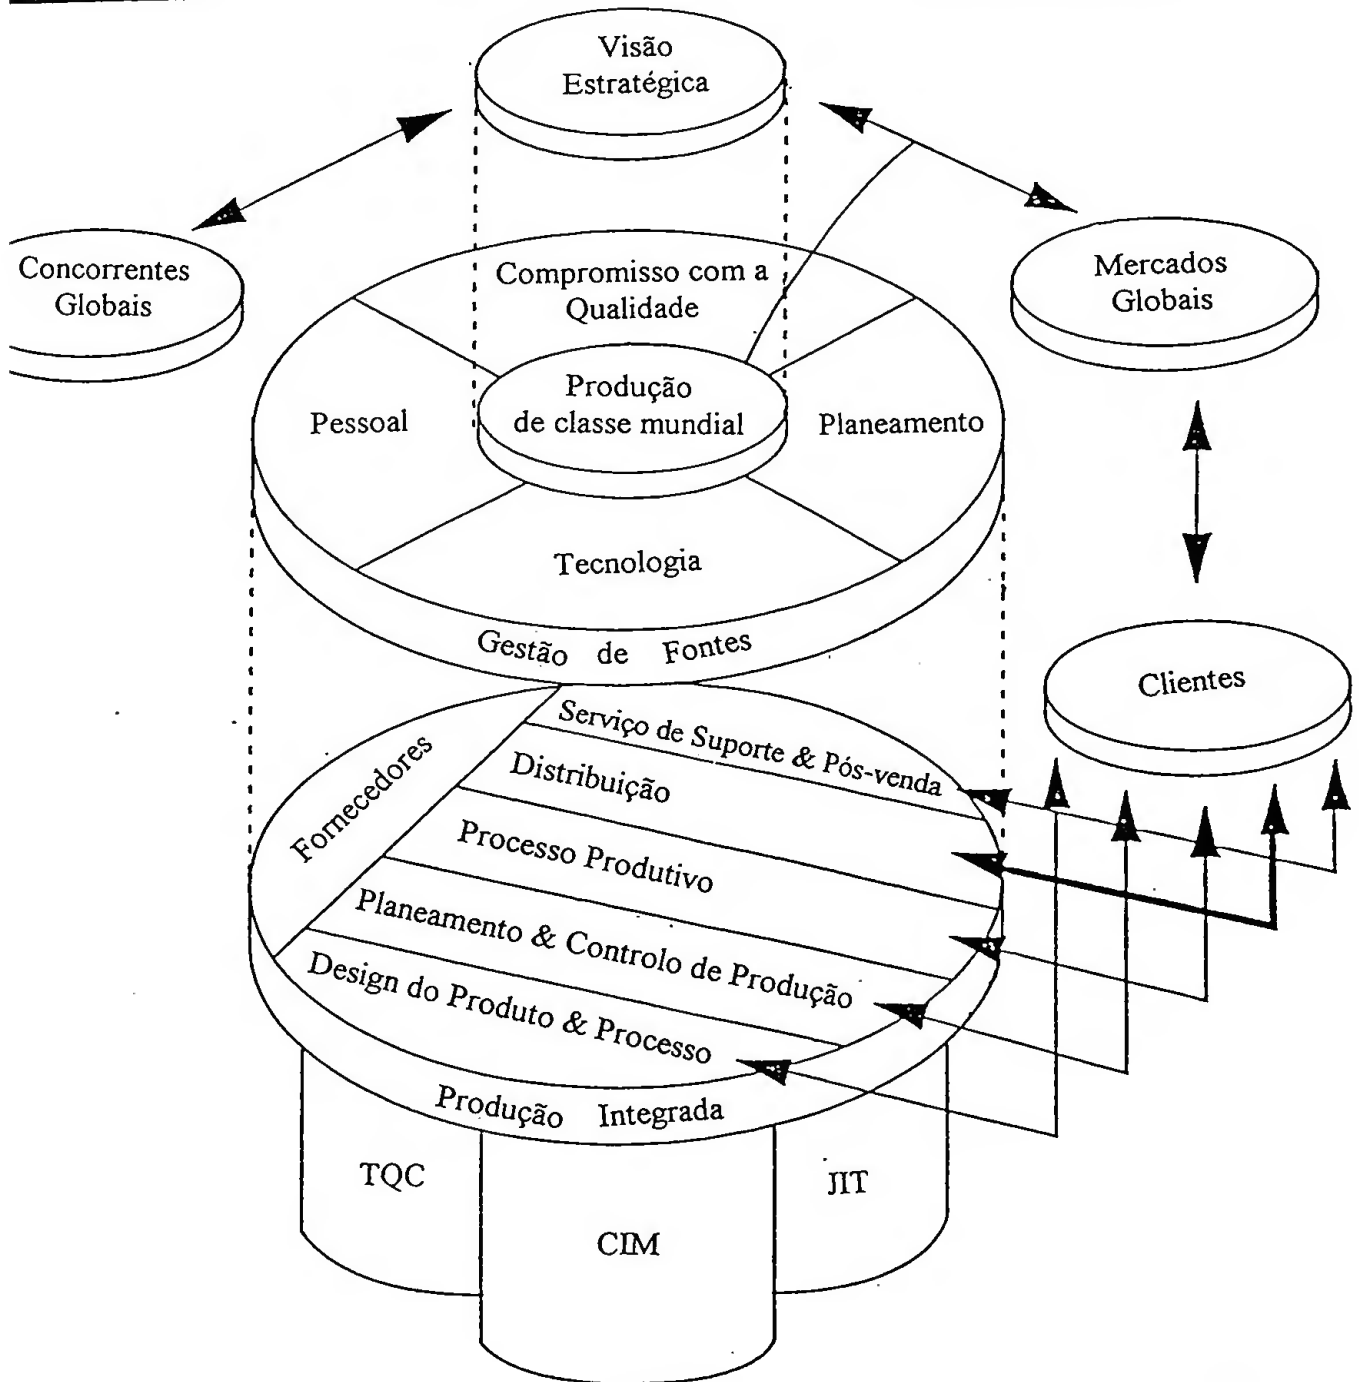 Visão
Estratégica
Concorrentes
Globais
Mercados
Globais
Compromisso com a
Qualidade
Pessoal
Produção
de classe mundial
Planeamento
Tecnologia
Gestão de Fontes
Clientes
Fornecedores
Serviço de Suporte & Pós-venda
Distribuição
Processo Produtivo
Planeamento & Controlo de Produção
Design do Produto & Processo
Produção Integrada
TQC
CIM
JIT